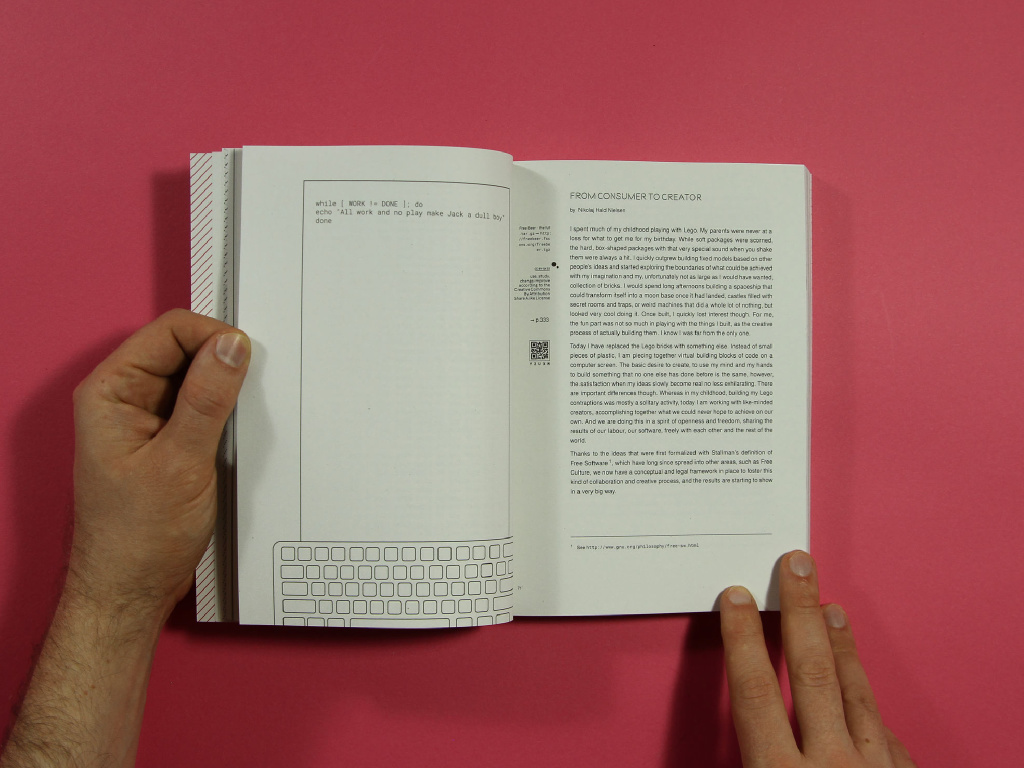 while [ WORK != DONE ]; do
echo "All work and no play make Jack a dull boy"
done
→ p.333
FROM CONSUMER TO CREATOR
by Nikolaj Hald Nielsen
I spent much of my childhood playing with Lego. My parents were never at a
loss for what to get me for my birthday. While soft packages were scorned,
the hard, box-shaped packages with that very special sound when you shake
them were always a hit. I quickly outgrew building fixed models based on other
people's ideas and started exploring the boundaries of what could be achieved
with my imagination and my, unfortunately not as large as I would have wanted,
collection of bricks. I would spend long afternoons building a spaceship that
could transform itself into a moon base once it had landed, castles filled with
secret rooms and traps, or weird machines that did a whole lot of nothing, but
looked very cool doing it. Once built, I quickly lost interest though. For me,
the fun part was not so much in playing with the things I built, as the creative
process of actually building them. I know I was far from the only one.
Today I have replaced the Lego bricks with something else. Instead of small
pieces of plastic, I am piecing together virtual building blocks of code on a
computer screen. The basic desire to create, to use my mind and my hands
to build something that no one else has done before is the same, however,
the satisfaction when my ideas slowly become real no less exhilarating. There
are important differences though. Whereas in my childhood, building my Lego
contraptions was mostly a solitary activity, today I am working with like-minded
creators, accomplishing together what we could never hope to achieve on our
own. And we are doing this in a spirit of openness and freedom, sharing the
results of our labour, our software, freely with each other and the rest of the
world.
Thanks to the ideas that were first formalized with Stallman's definition of
Free Software ¹, which have long since spread into other areas, such as Free
Culture, we now have a conceptual and legal framework in place to foster this
kind of collaboration and creative process, and the results are starting to show
in a very big way.
¹ See http://www.gnu.org/philosophy/free-sw.html